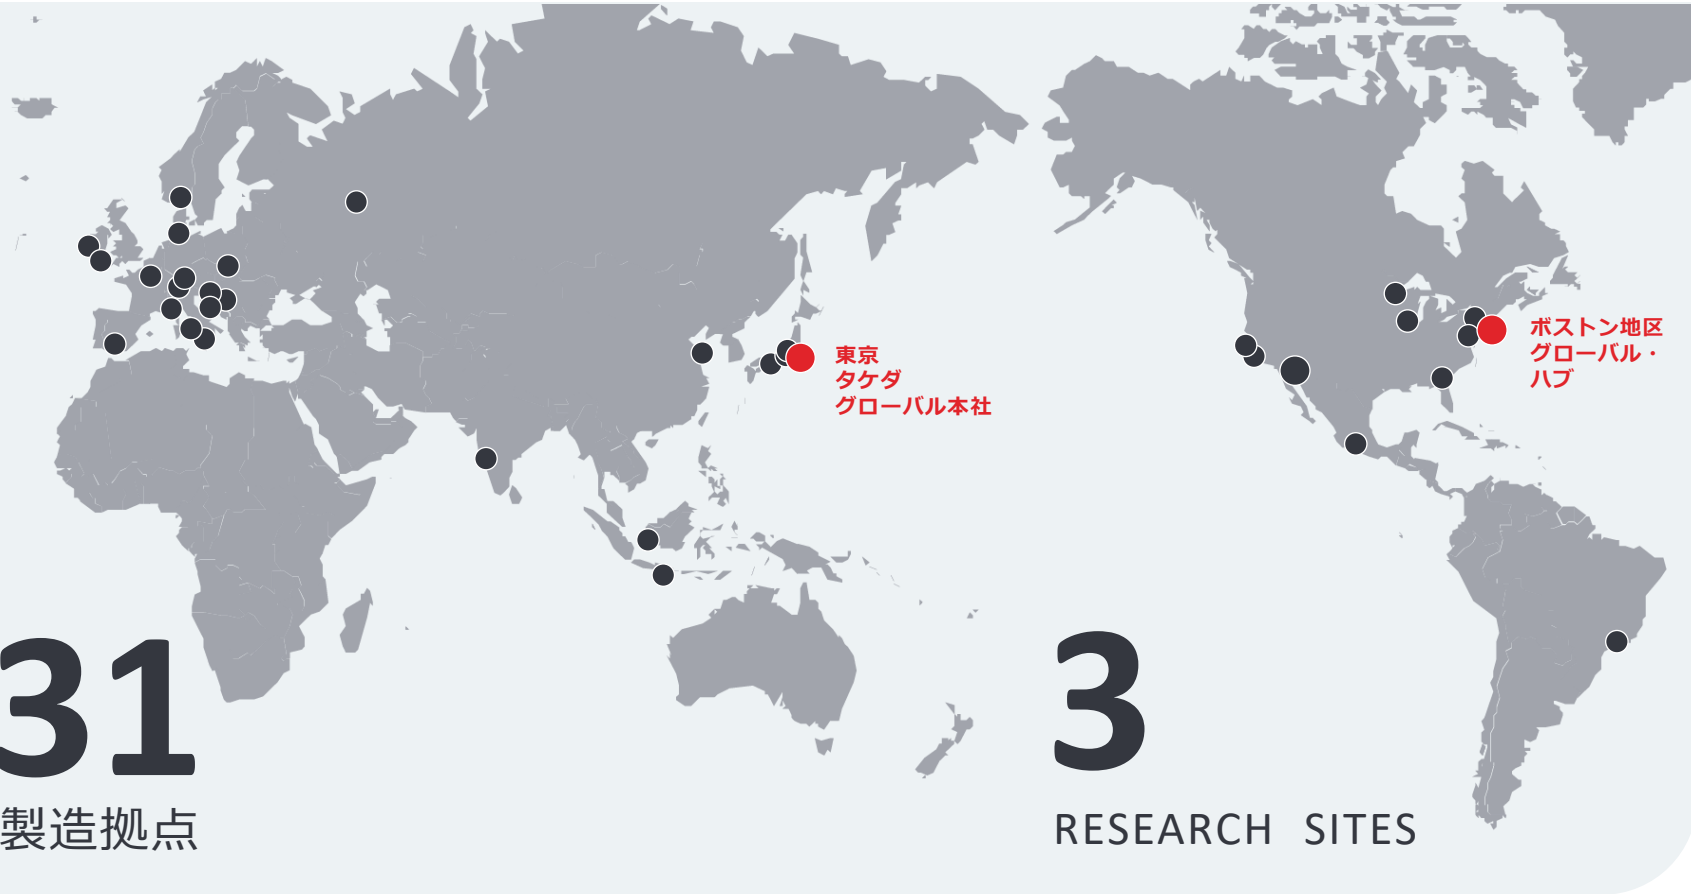 東京
タケダ
グローバル本社
ボストン地区
グローバル・
ハブ
31
製造拠点
3
RESEARCH SITES